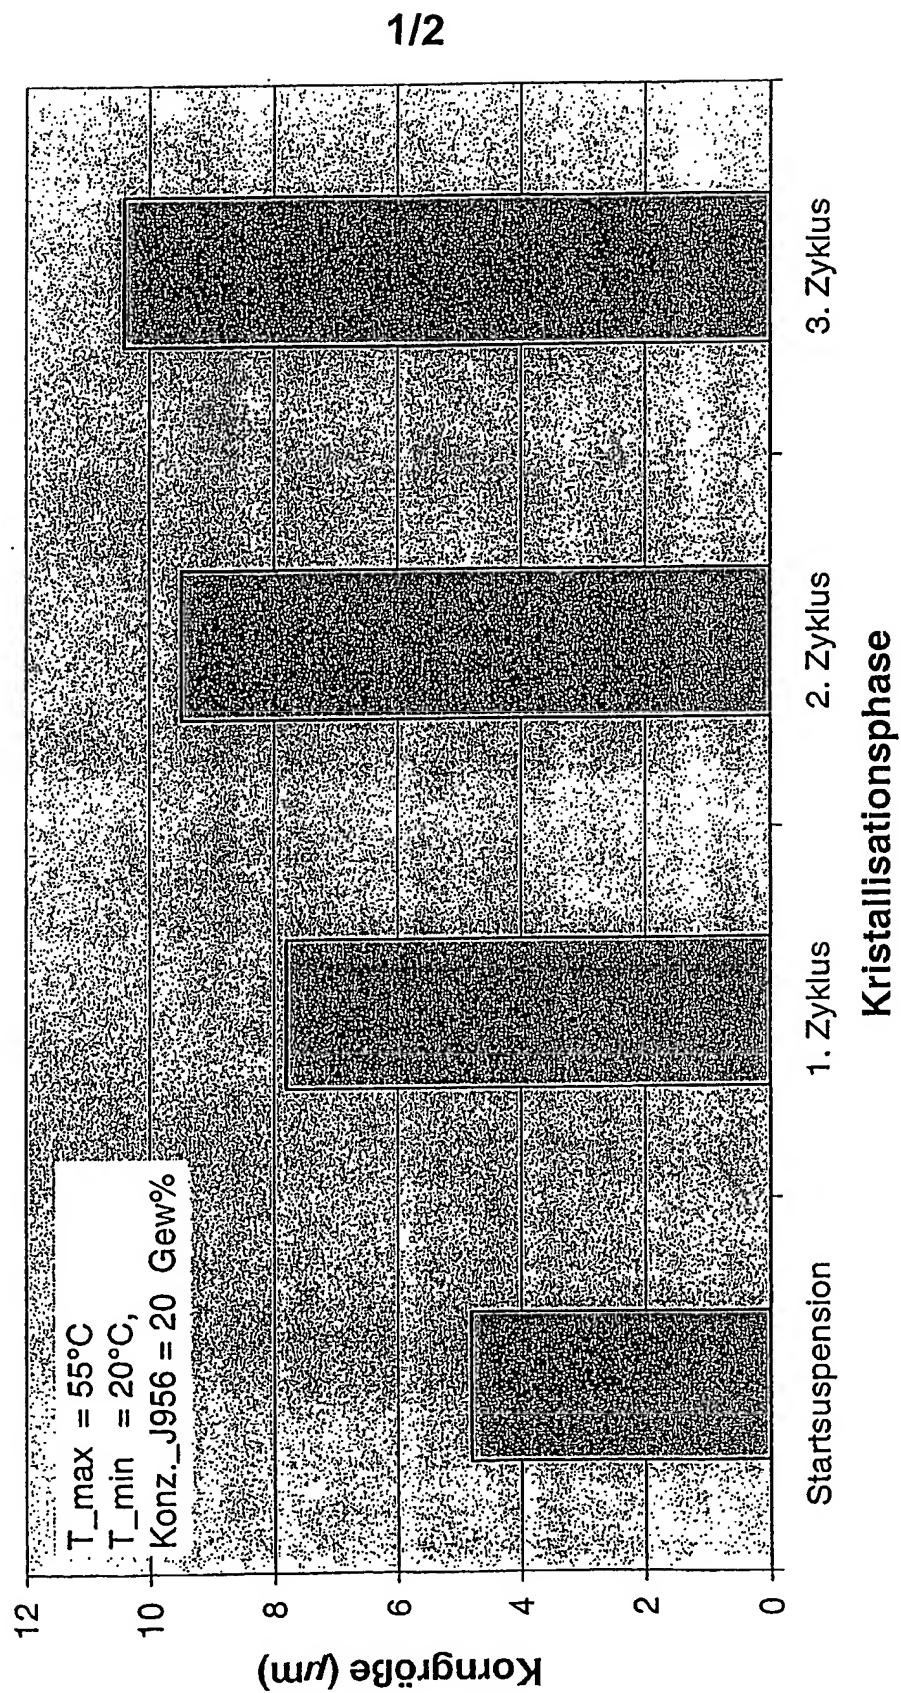 1/2
T_max = 55°C
T_min = 20°C,
Konz._J956 = 20 Gew%
Korngröße (µm)
12
10
8
6
4
2
0
Startsuspension
1. Zyklus
2. Zyklus
3. Zyklus
Kristallisationsphase